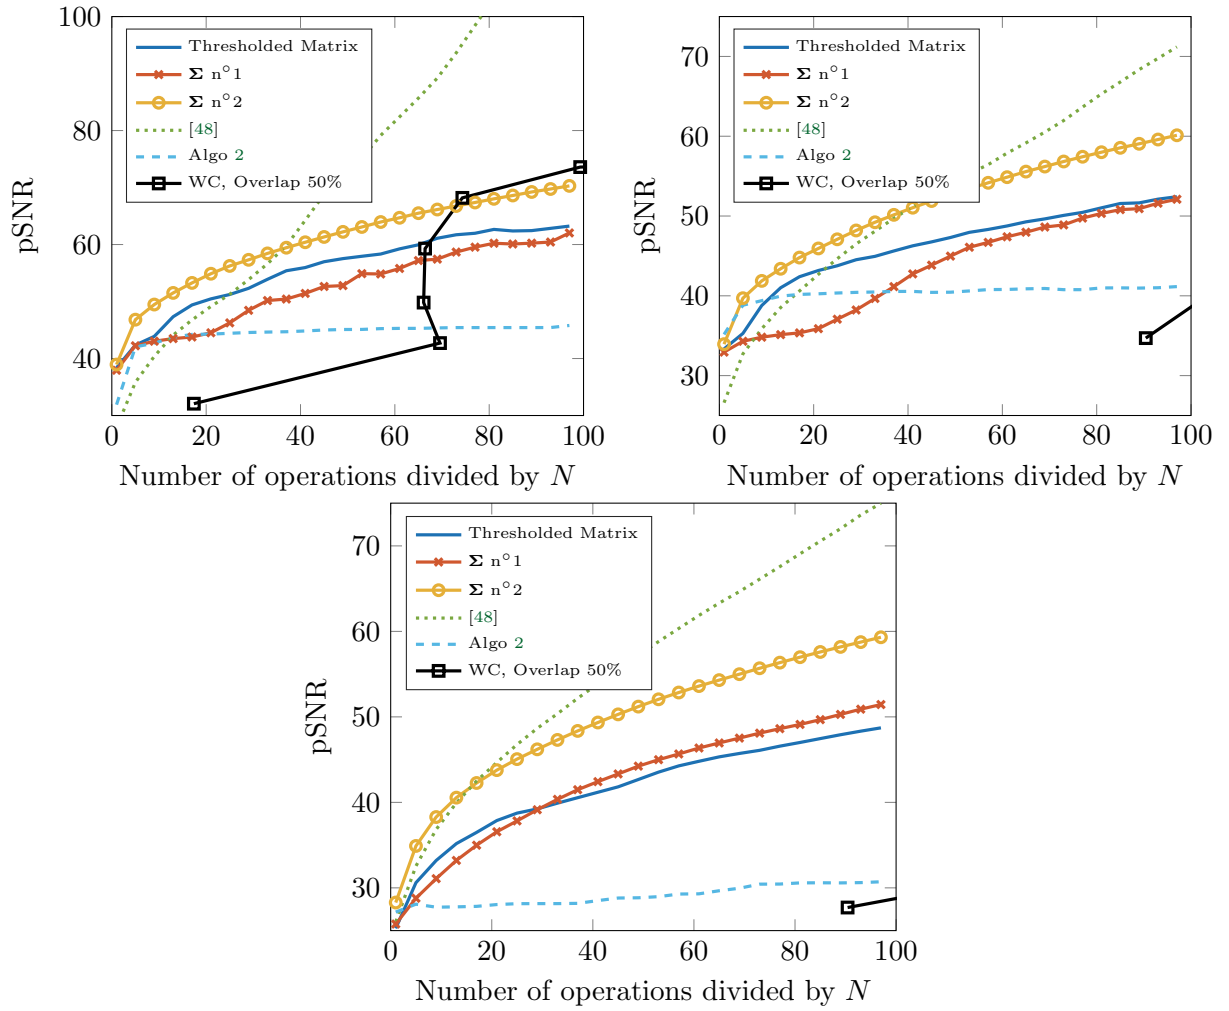 100
80
60
40
pSNR
Thresholded Matrix
Σ n°1
Σ n°2
[48]
Algo 2
WC, Overlap 50%
0 20 40 60 80 100
Number of operations divided by N
70
60
50
40
30
pSNR
Thresholded Matrix
Σ n°1
Σ n°2
[48]
Algo 2
WC, Overlap 50%
0 20 40 60 80 100
Number of operations divided by N
70
60
50
40
30
pSNR
Thresholded Matrix
Σ n°1
Σ n°2
[48]
Algo 2
WC, Overlap 50%
0 20 40 60 80 100
Number of operations divided by N